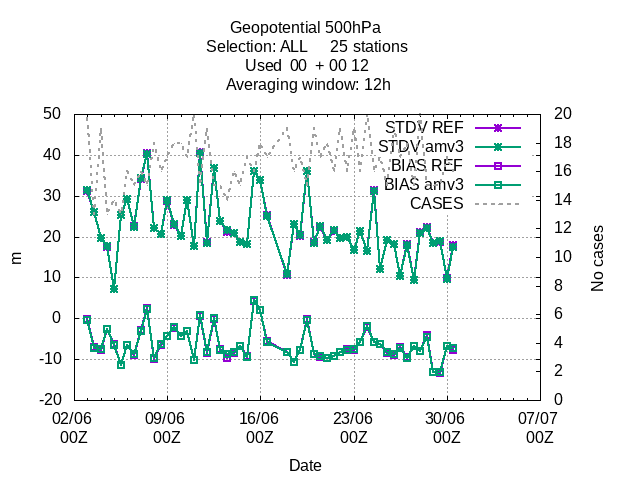 Geopotential 500hPa
Selection: ALL     25 stations
Used  00  + 00 12
Averaging window: 12h
50
40
30
20
10
0
-10
-20
m
20
18
16
14
12
10
8
6
4
2
0
No cases
STDV REF
STDV amv3
BIAS REF
BIAS amv3
CASES
02/06 09/06 16/06 23/06 30/06 07/07
00Z 00Z 00Z 00Z 00Z 00Z
Date